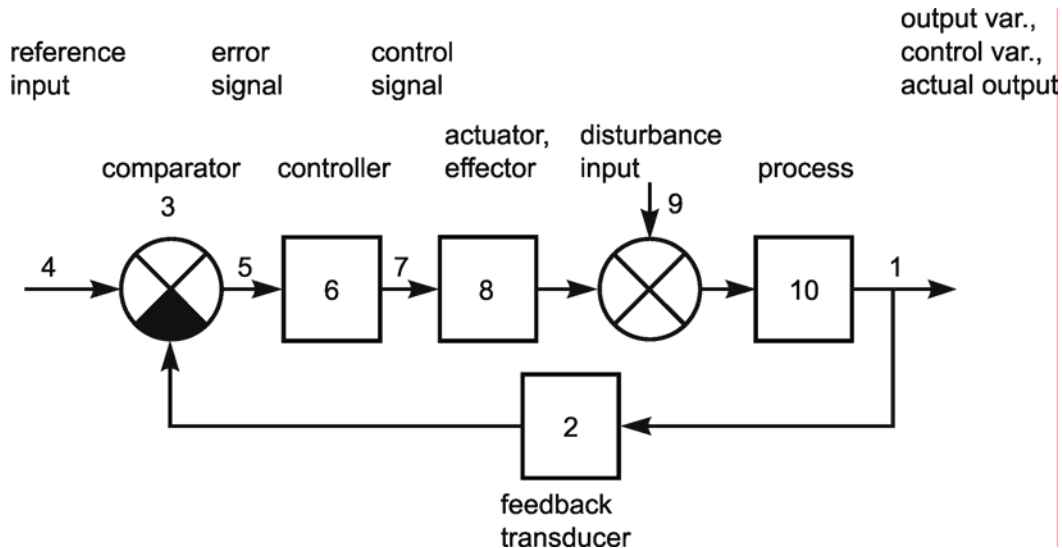 output var.,
control var.,
actual output
reference
input
error
signal
control
signal
actuator,
effector
disturbance
input
comparator
controller
process
3
9
4
5
6
7
8
10
1
2
feedback
transducer